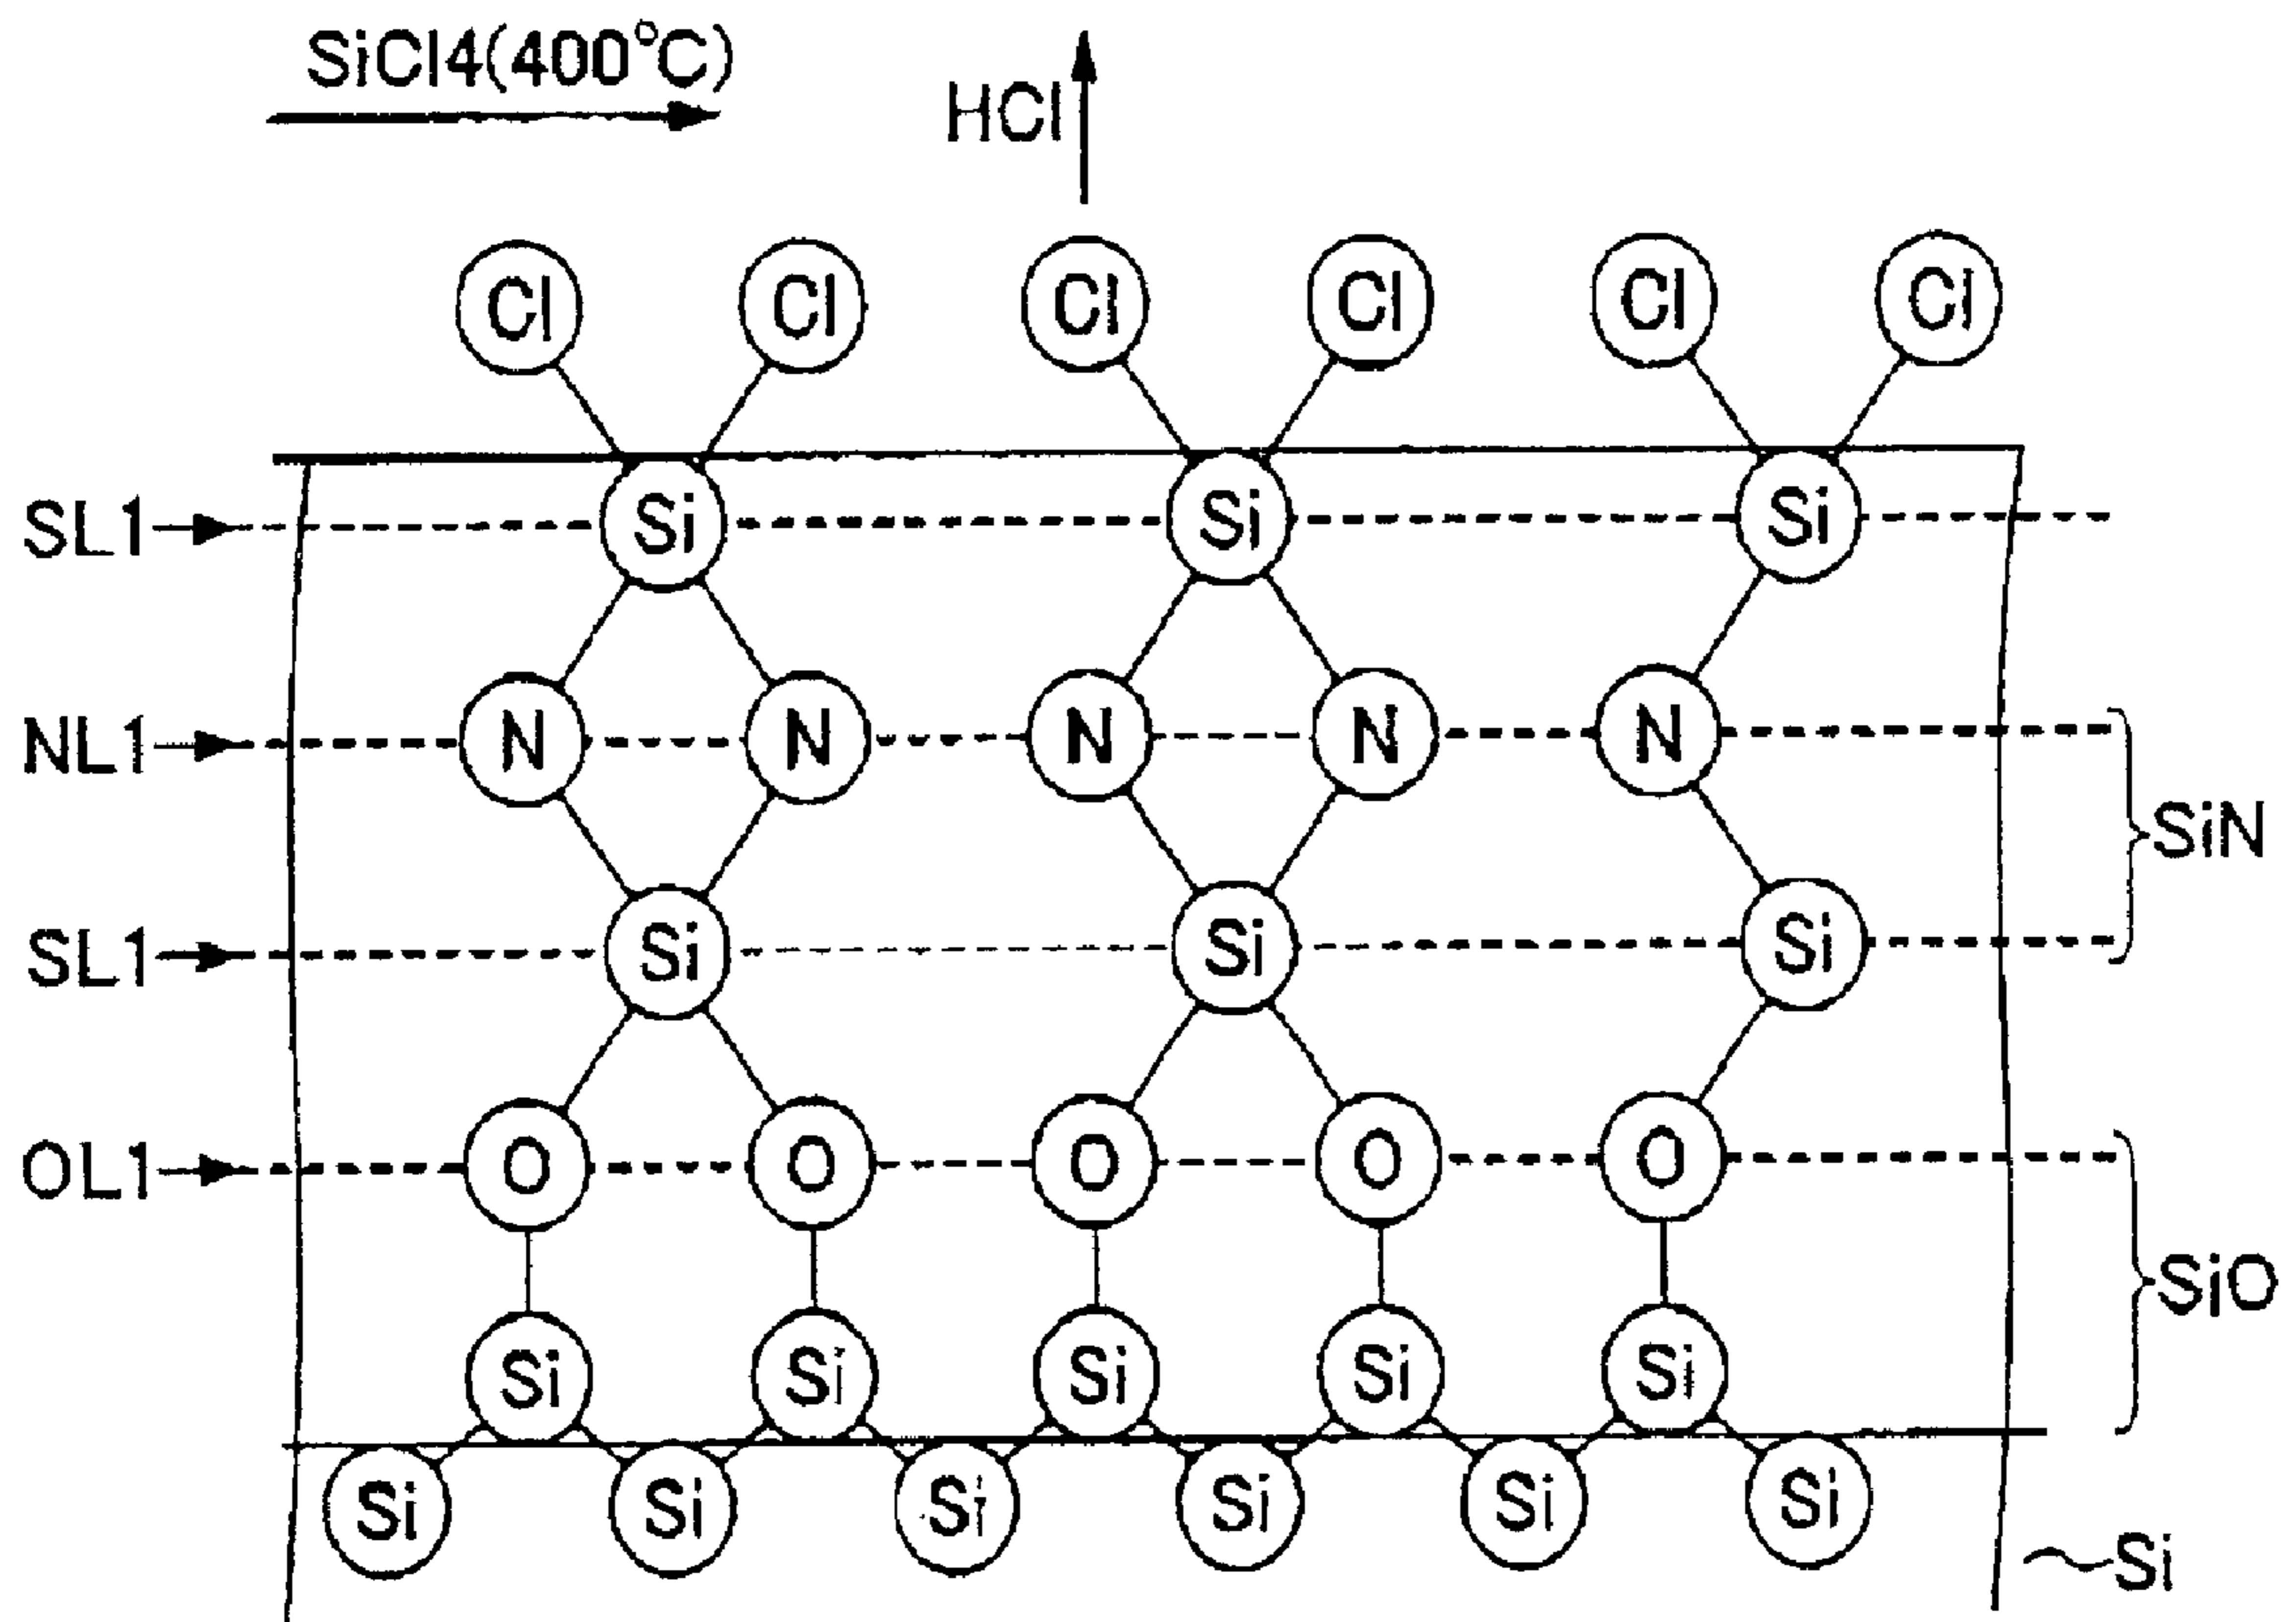 SiCl4(400°C)
HCl
Cl Cl Cl Cl Cl Cl
SL1 Si Si Si
NL1 N N N N N
SiN
SL1 Si Si Si
OL1 O O O O O
SiO
Si Si Si Si Si
Si Si Si Si Si Si
Si